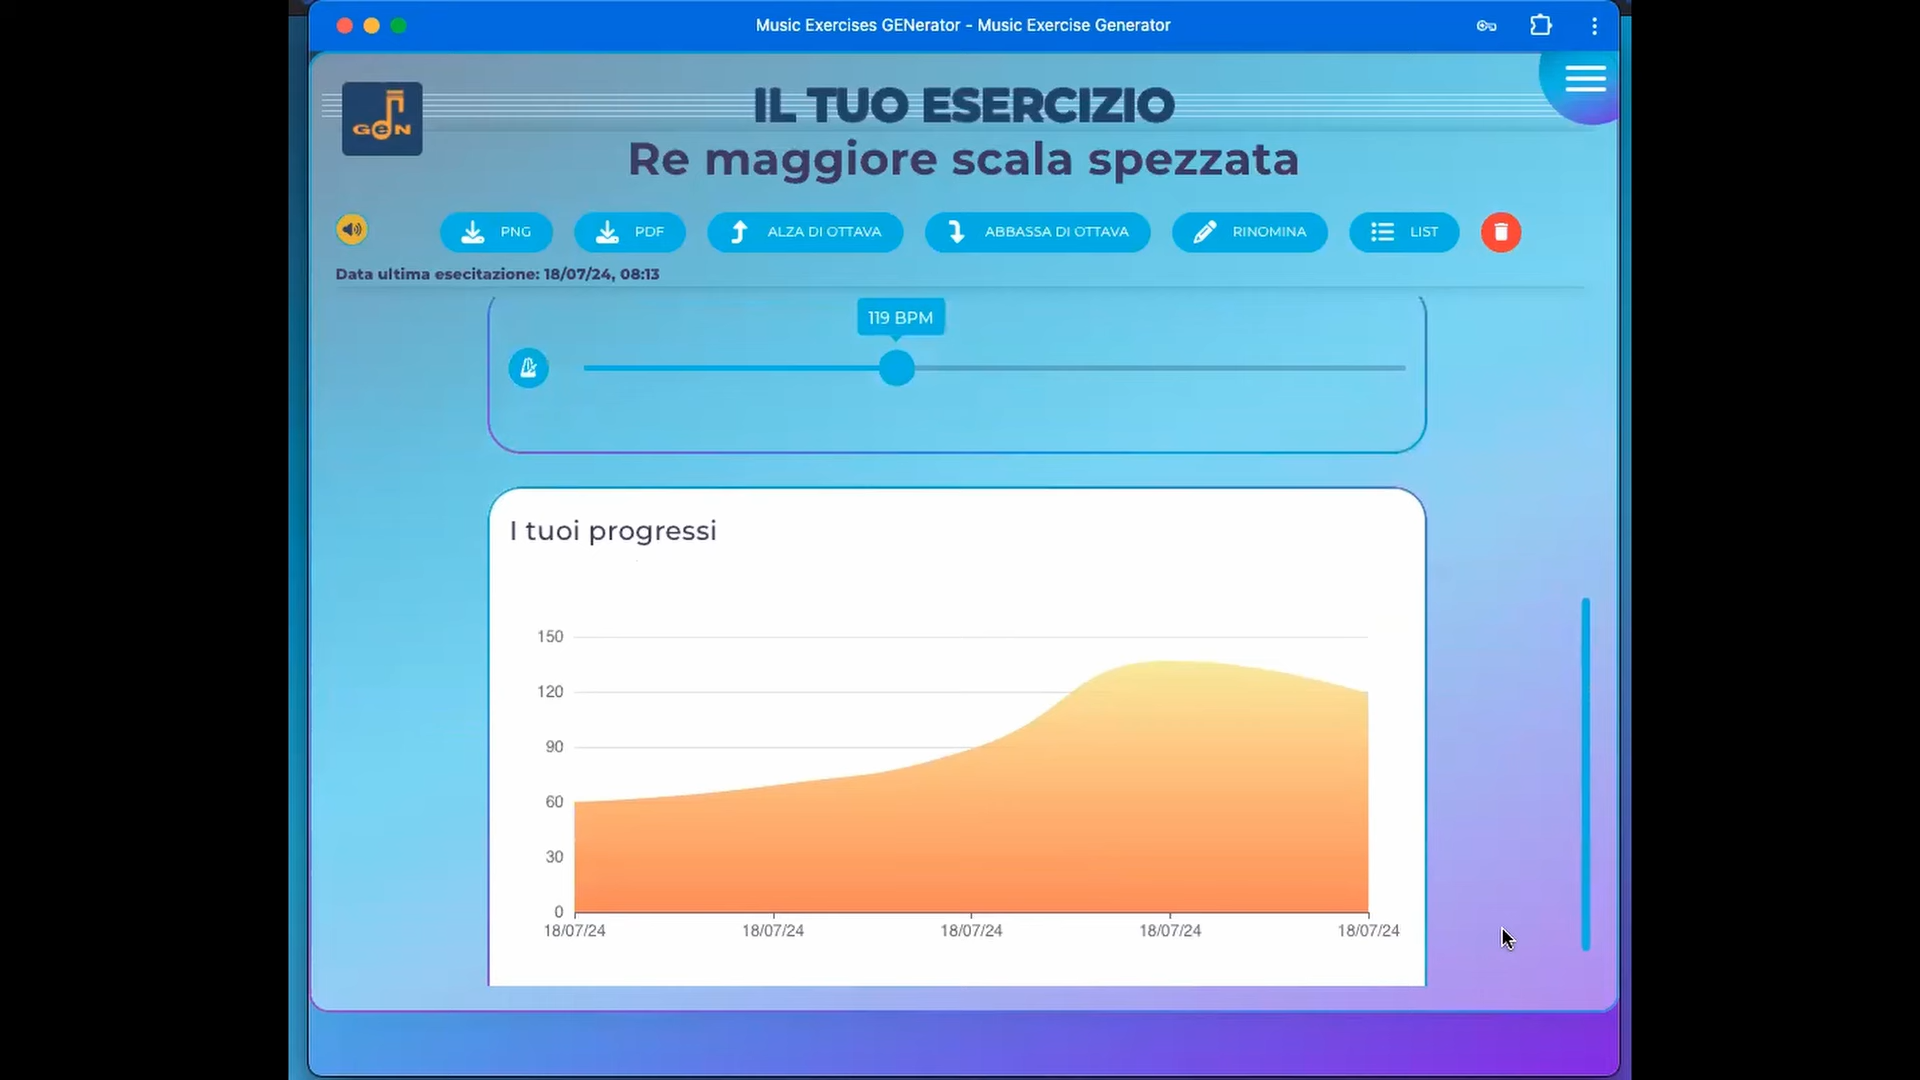 Music Exercises GENerator - Music Exercise Generator
GeN
IL TUO ESERCIZIO
Re maggiore scala spezzata
PNG
PDF
ALZA DI OTTAVA
ABBASSA DI OTTAVA
RINOMINA
LIST
Data ultima esecitazione: 18/07/24, 08:13
119 BPM
I tuoi progressi
150
120
90
60
30
0
18/07/24 18/07/24 18/07/24 18/07/24 18/07/24